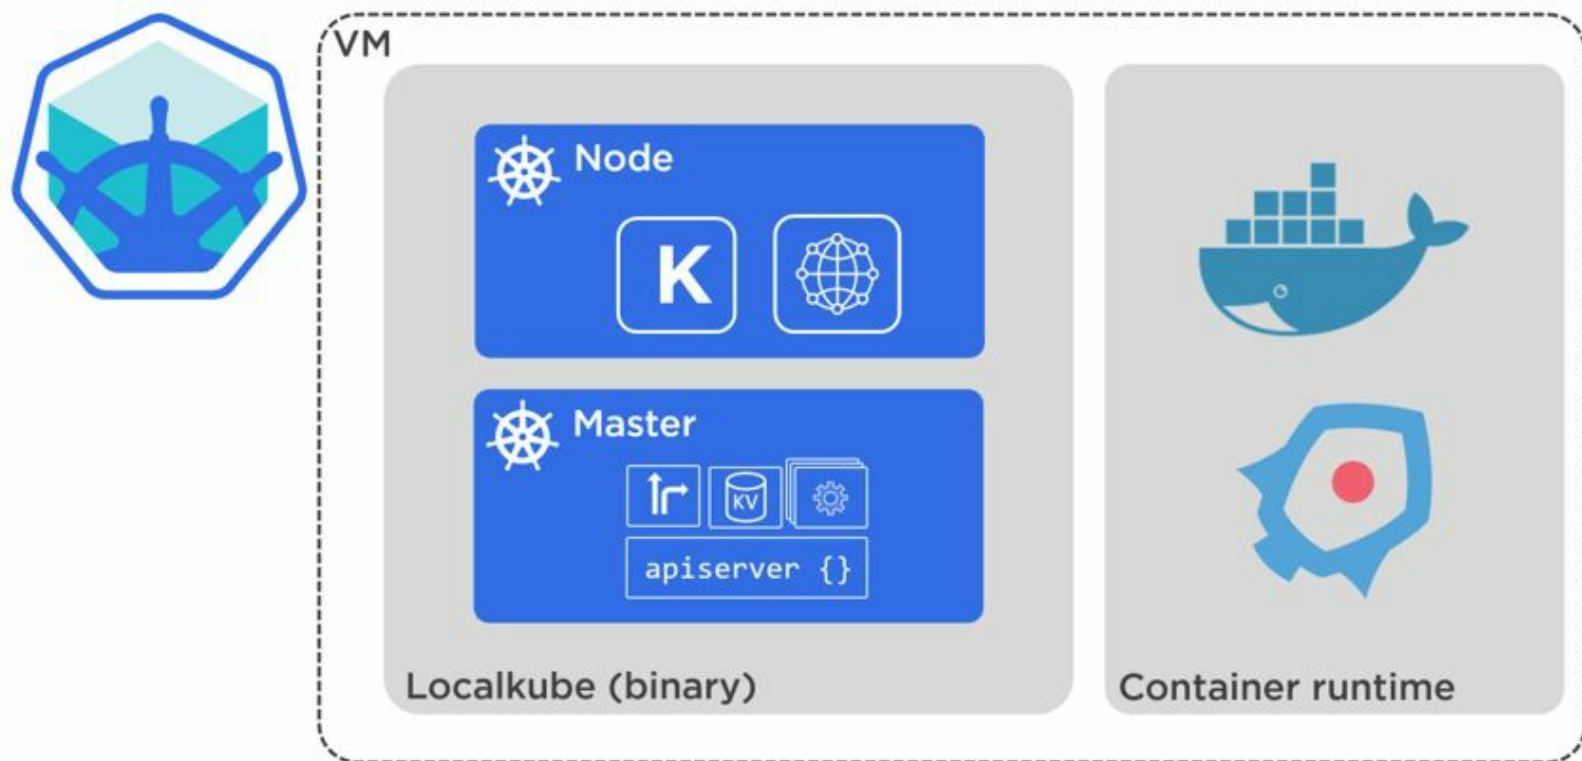 VM
Node
K
Master
KV
apiserver {}
Localkube (binary)
Container runtime